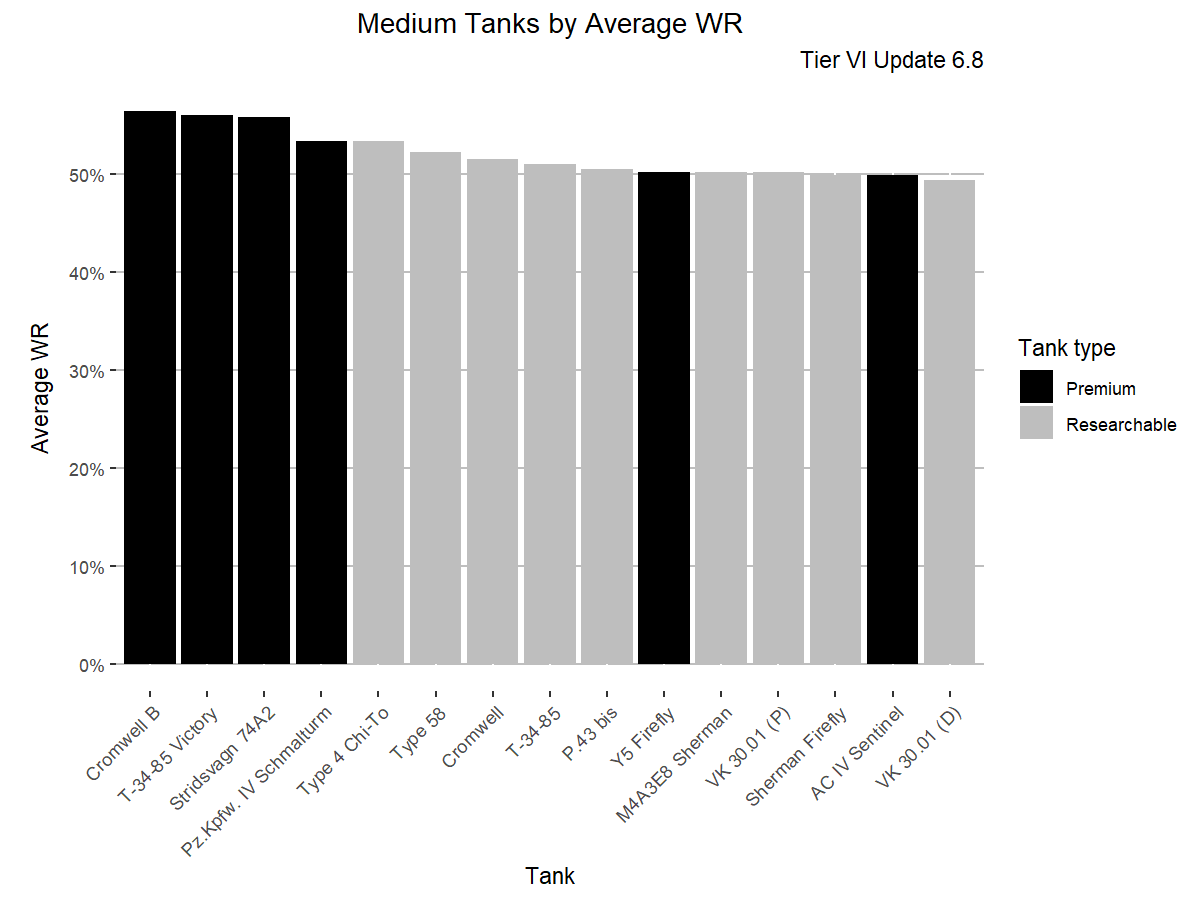 Medium Tanks by Average WR
Tier VI Update 6.8
Average WR
50%
40%
30%
20%
10%
0%
Cromwell B
T-34-85 Victory
Stridsvagn 74A2
Pz.Kpfw. IV Schmalturm
Type 4 Chi-To
Type 58
Cromwell
T-34-85
P.43 bis
Y5 Firefly
M4A3E8 Sherman
VK 30.01 (P)
Sherman Firefly
AC IV Sentinel
VK 30.01 (D)
Tank
Tank type
Premium
Researchable